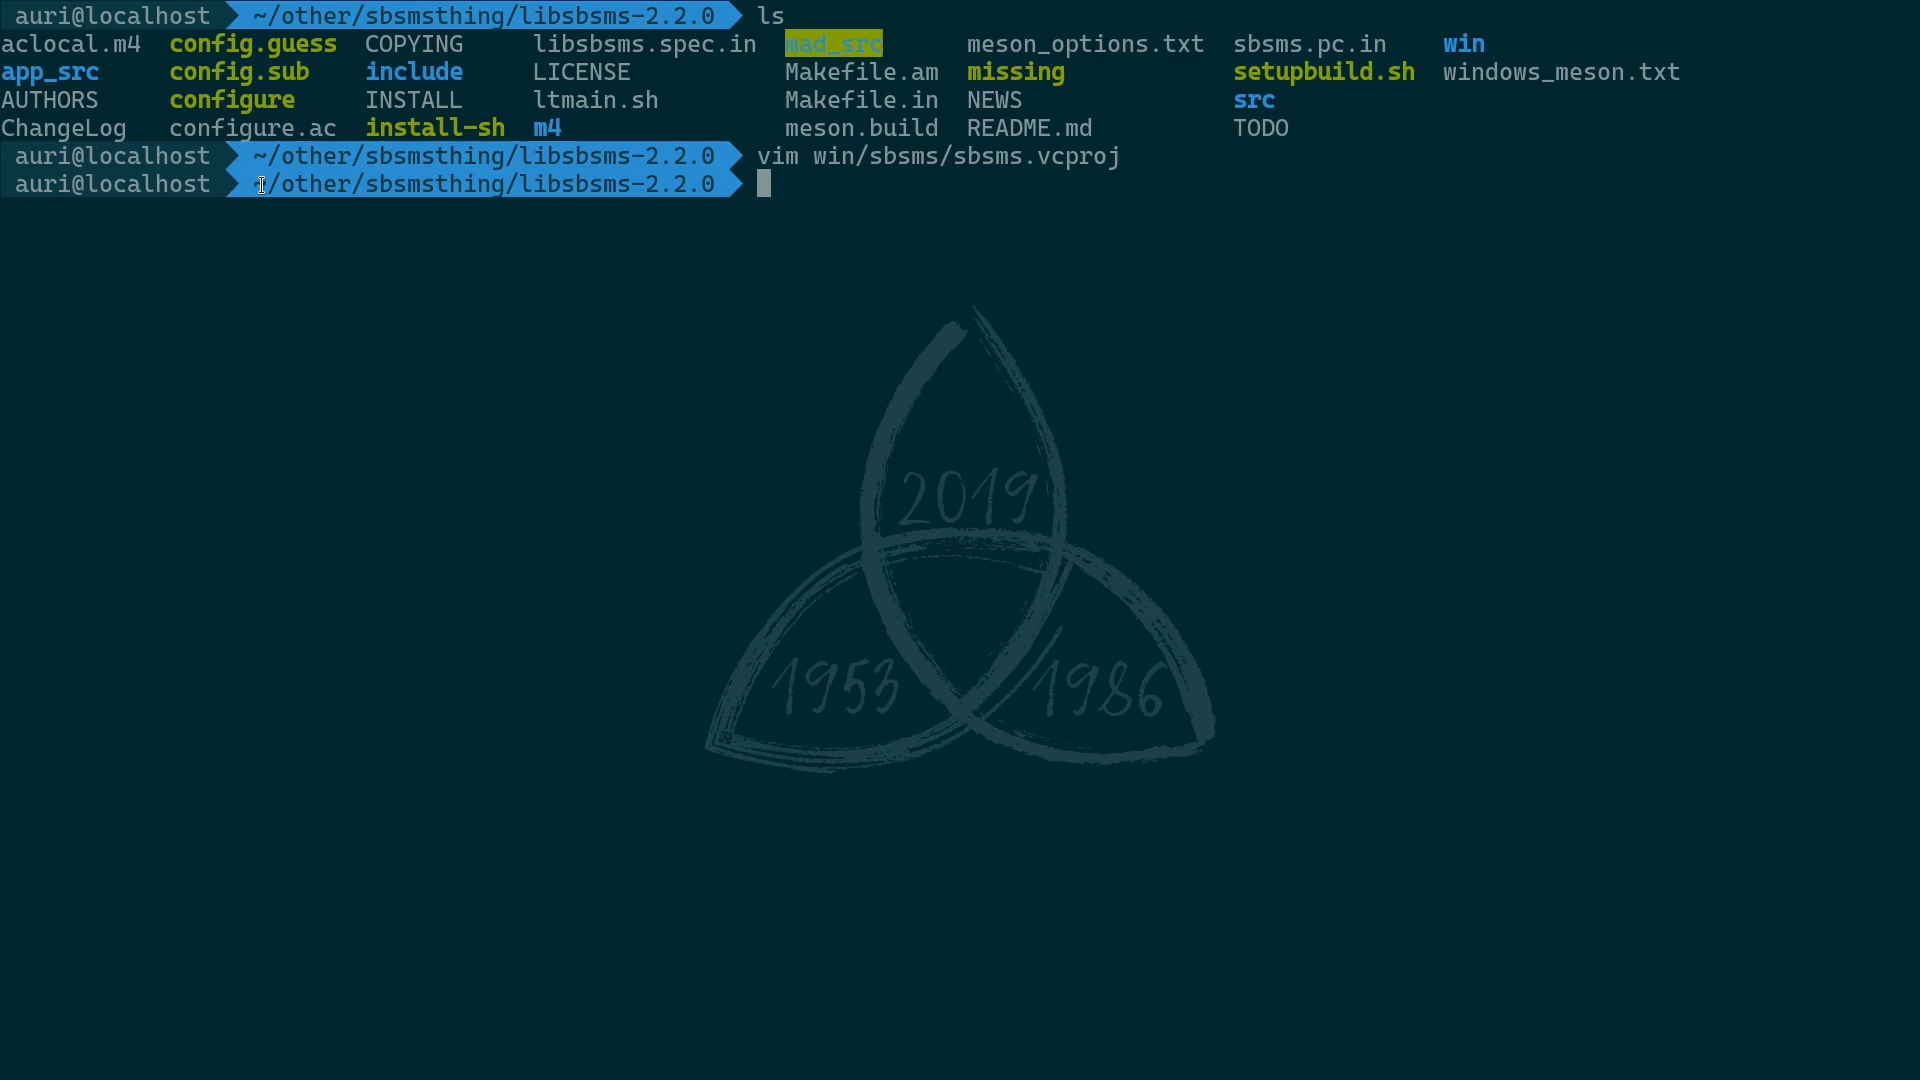 auri@localhost ~/other/sbsmsthing/libsbsms-2.2.0 ls
aclocal.m4 config.guess COPYING libsbsms.spec.in mad_src meson_options.txt sbsms.pc.in win
app_src config.sub include LICENSE Makefile.am missing setupbuild.sh windows_meson.txt
AUTHORS configure INSTALL ltmain.sh Makefile.in NEWS src
ChangeLog configure.ac install-sh m4 meson.build README.md TODO
auri@localhost ~/other/sbsmsthing/libsbsms-2.2.0 vim win/sbsms/sbsms.vcproj
auri@localhost ~/other/sbsmsthing/libsbsms-2.2.0
2019
1953 1986